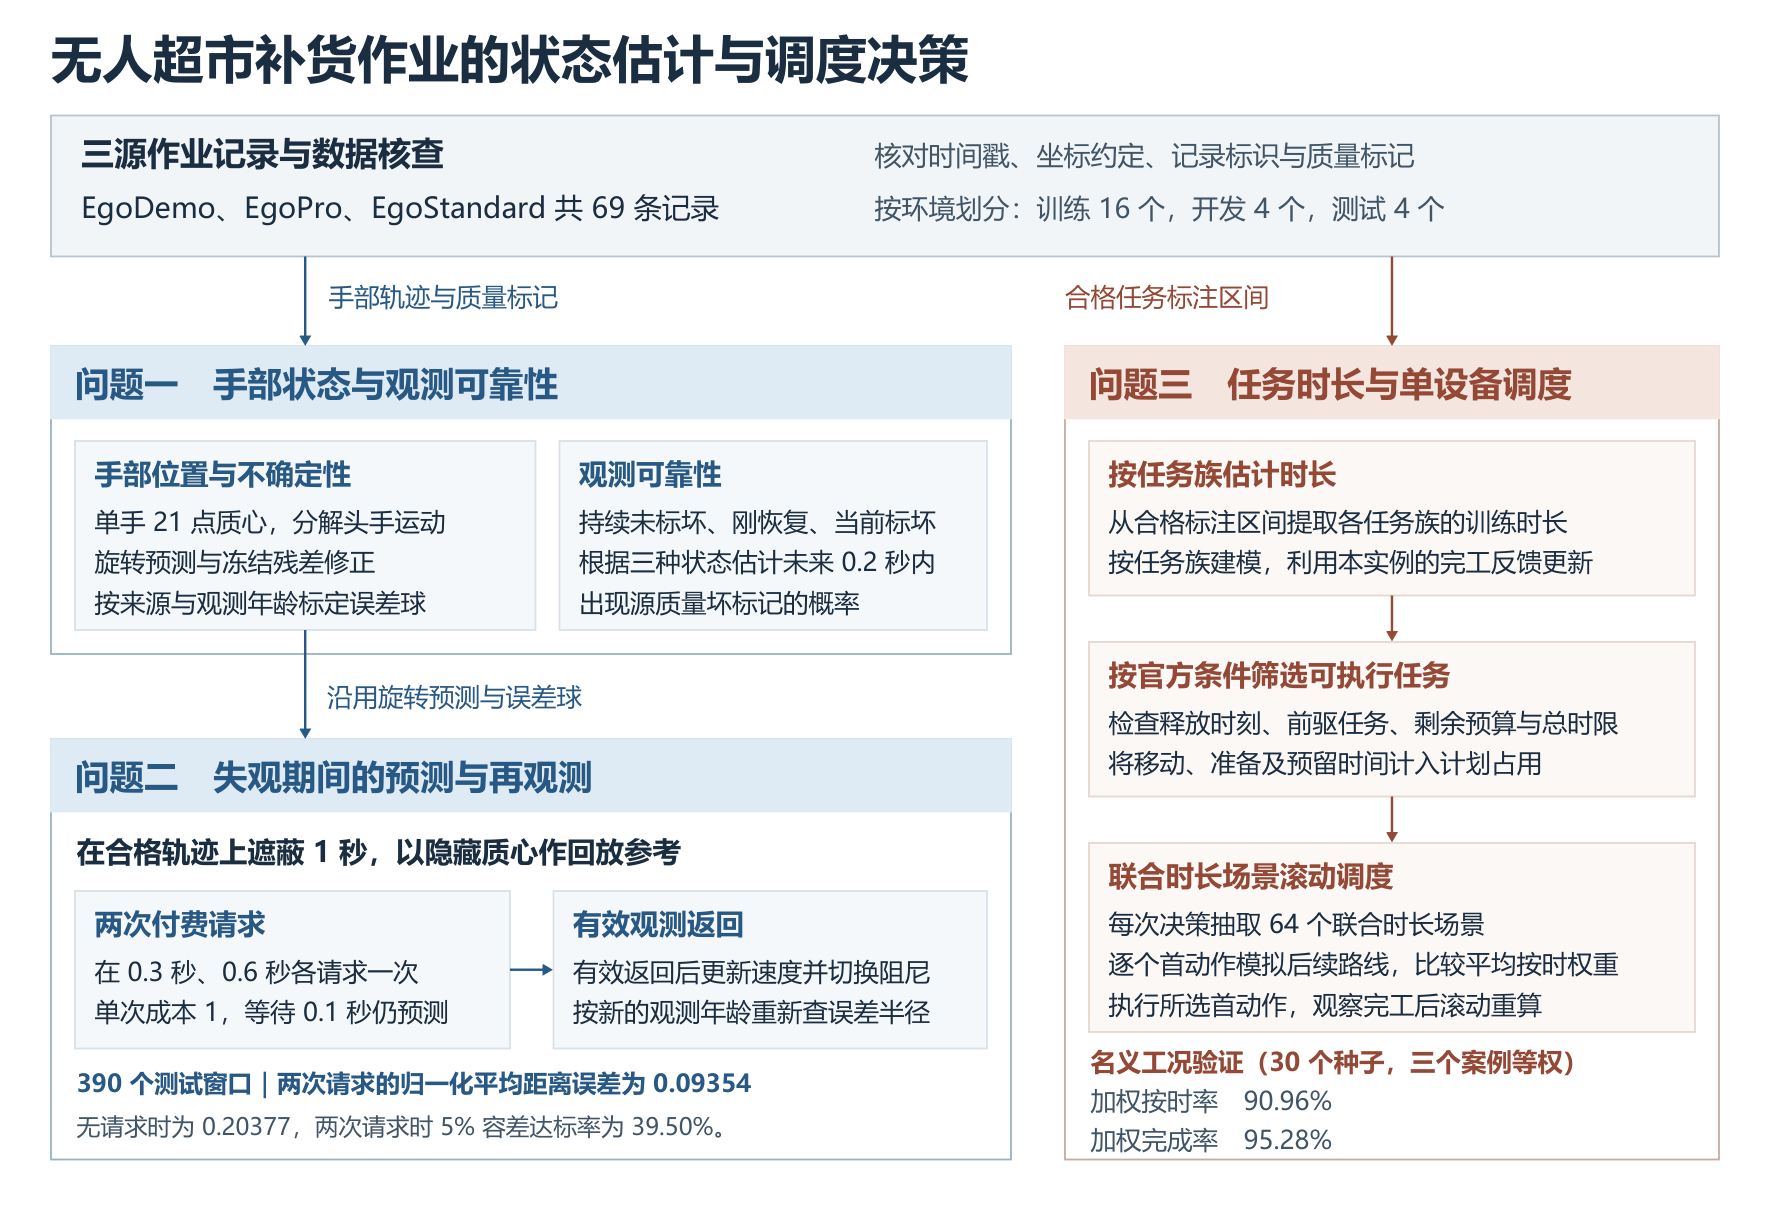 无人超市补货作业的状态估计与调度决策
三源作业记录与数据核查
EgoDemo、EgoPro、EgoStandard 共 69 条记录
核对时间戳、坐标约定、记录标识与质量标记
按环境划分：训练 16 个，开发 4 个，测试 4 个
手部轨迹与质量标记
合格任务标注区间
问题一 手部状态与观测可靠性
手部位置与不确定性
单手 21 点质心，分解头手运动
旋转预测与冻结残差修正
按来源与观测年龄标定误差球
观测可靠性
持续未标坏、刚恢复、当前标坏
根据三种状态估计未来 0.2 秒内
出现源质量坏标记的概率
沿用旋转预测与误差球
问题二 失观期间的预测与再观测
在合格轨迹上遮蔽 1 秒，以隐藏质心作回放参考
两次付费请求
在 0.3 秒、0.6 秒各请求一次
单次成本 1，等待 0.1 秒仍预测
有效观测返回
有效返回后更新速度并切换阻尼
按新的观测年龄重新查误差半径
390 个测试窗口｜两次请求的归一化平均距离误差为 0.09354
无请求时为 0.20377，两次请求时 5% 容差达标率为 39.50%。
问题三 任务时长与单设备调度
按任务族估计时长
从合格标注区间提取各任务族的训练时长
按任务族建模，利用本实例的完工反馈更新
按官方条件筛选可执行任务
检查释放时刻、前驱任务、剩余预算与总时限
将移动、准备及预留时间计入计划占用
联合时长场景滚动调度
每次决策抽取 64 个联合时长场景
逐个首动作模拟后续路线，比较平均按时权重
执行所选首动作，观察完工后滚动重算
名义工况验证（30 个种子，三个案例等权）
加权按时率 90.96%
加权完成率 95.28%